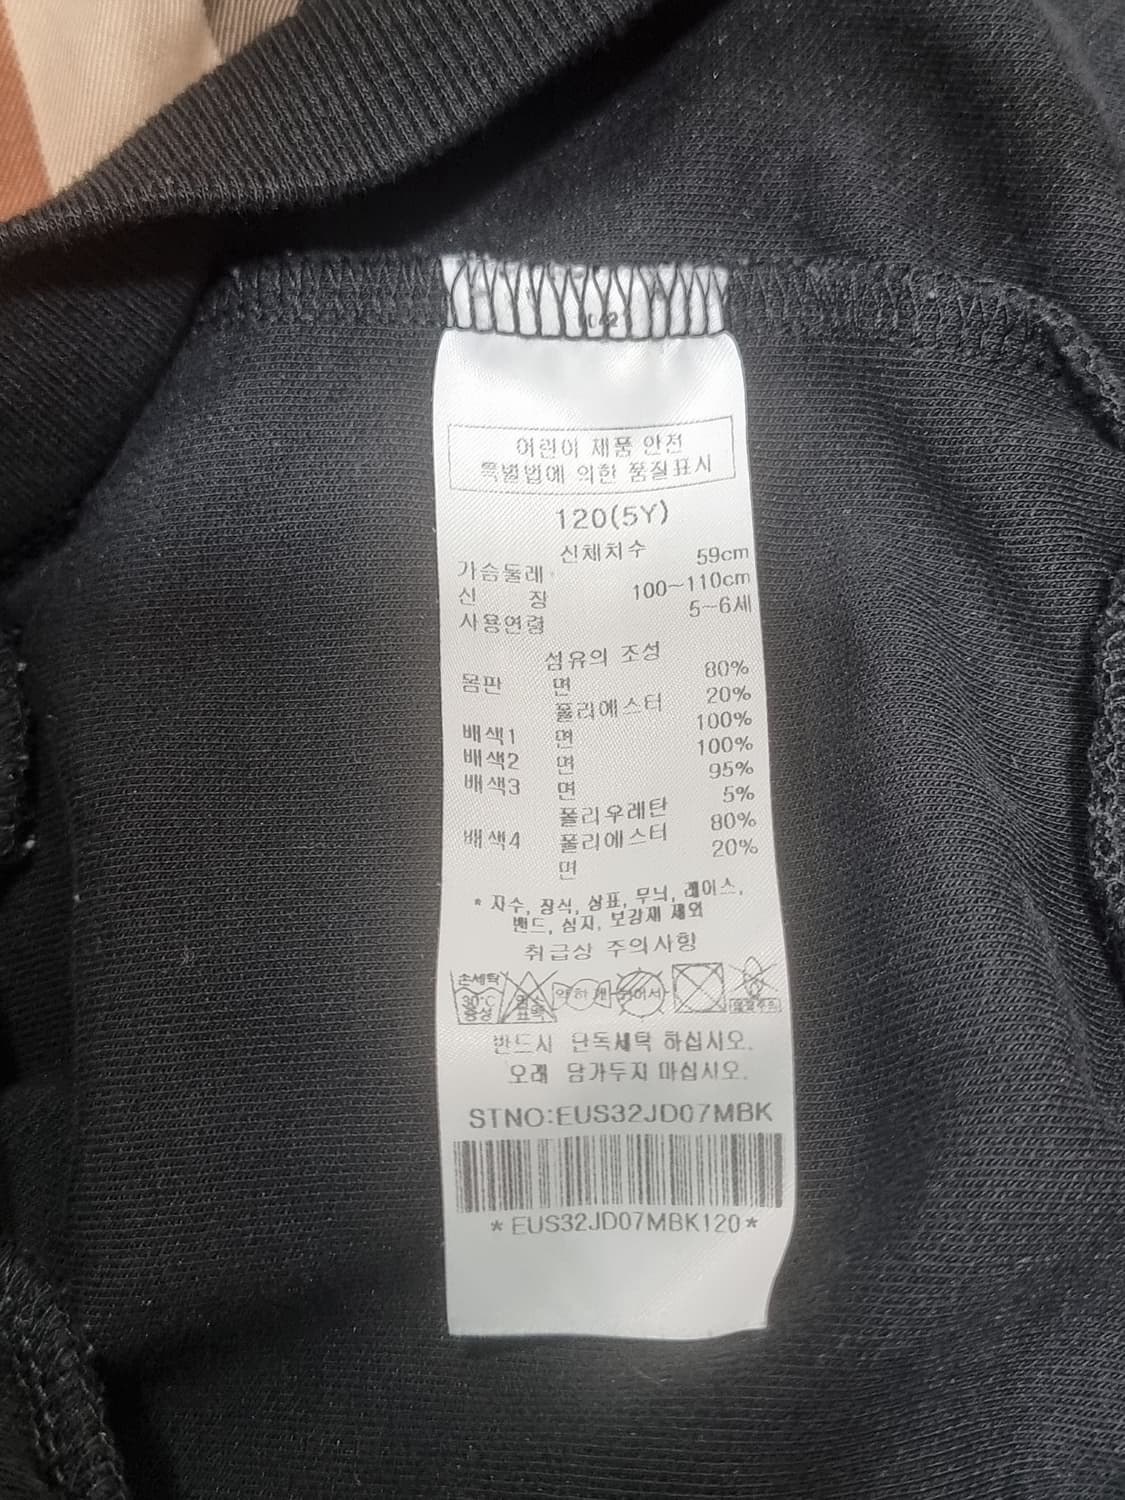 어린이 제품 안전
특별법에 의한 품질표시
120(5Y)
신체치수
가슴둘레 59cm
신 장 100~110cm
사용연령 5~6세
섬유의 조성
몸판 면 80%
폴리에스터 20%
배색1 면 100%
배색2 면 100%
배색3 면 95%
폴리우레탄 5%
배색4 폴리에스터 80%
면 20%
* 자수, 장식, 상표, 무늬, 레이스,
밴드, 심지, 보강재 제외
취급상 주의사항
손세탁
30℃
중성
염소
표백
반드시 단독세탁 하십시오.
오래 담가두지 마십시오.
STNO:EUS32JD07MBK
*EUS32JD07MBK120*